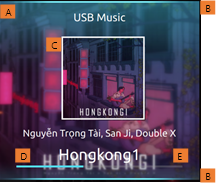 A
USB Music
B
C
HONGKONG1
Nguyễn Trọng Tài, San Ji, Double X
D
Hongkong1
E
B